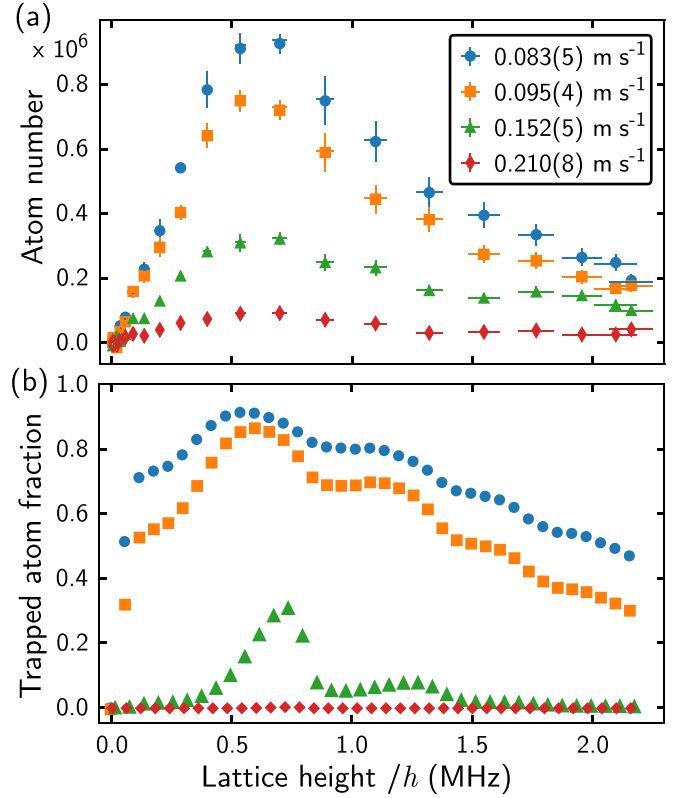 (a)
× 10⁶
0.8
0.6
0.4
0.2
0.0
Atom number
0.083(5) m s⁻¹
0.095(4) m s⁻¹
0.152(5) m s⁻¹
0.210(8) m s⁻¹
(b)
1.0
0.8
0.6
0.4
0.2
0.0
Trapped atom fraction
0.0 0.5 1.0 1.5 2.0
Lattice height /h (MHz)